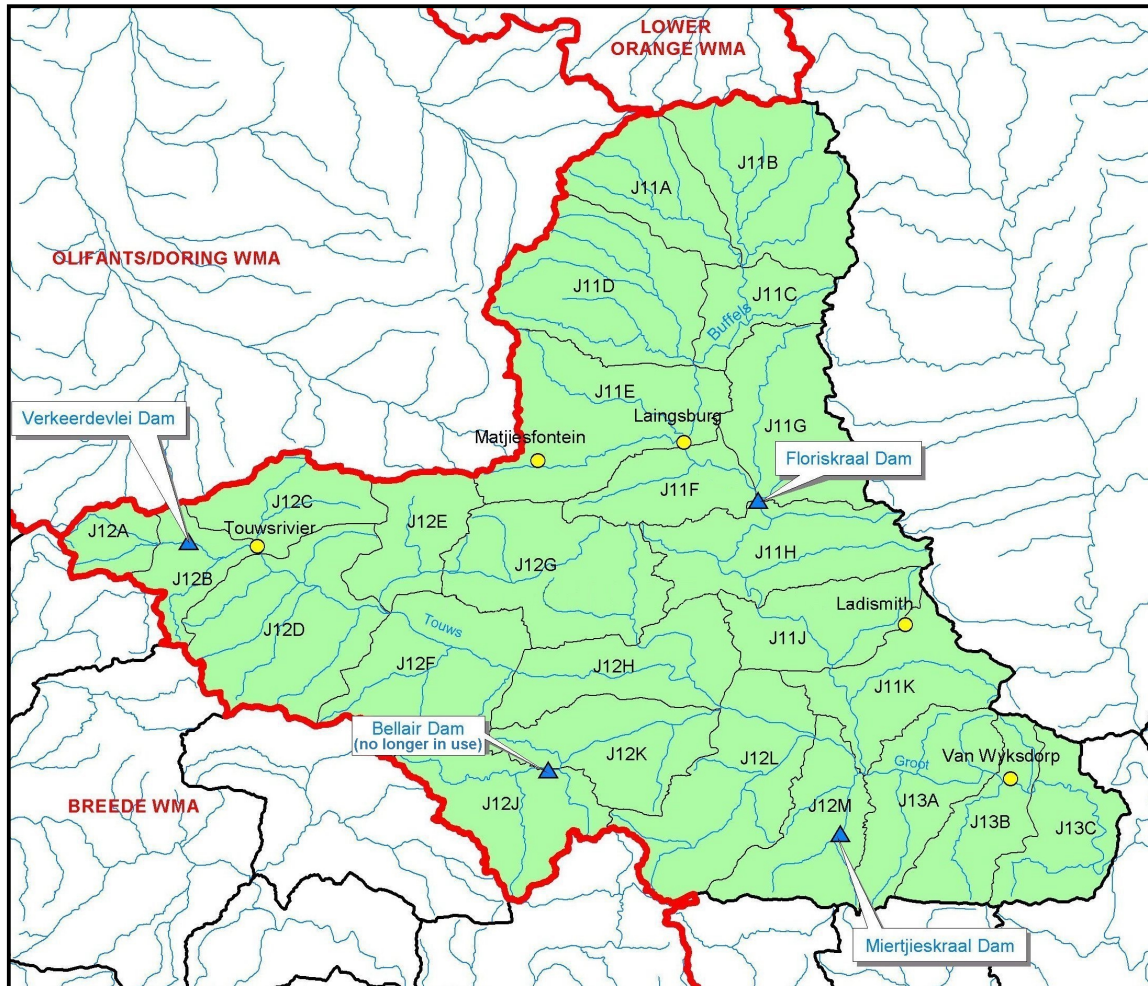 LOWER
ORANGE WMA
J11B
J11A
OLIFANTS/DORING WMA
J11D
J11C
Buffels
J11E
Verkeerdevlei Dam
Laingsburg
J11G
Matjiesfontein
Floriskraal Dam
J11F
J12C
J12E
J12A
Touwsrivier
J11H
J12G
J12B
Ladismith
Touws
J12D
J11J
J12F
J12H
J11K
Bellair Dam
(no longer in use)
J12K
J12L
Groot
Van Wyksdorp
J12J
J12M
J13A
BREEDE WMA
J13B
J13C
Miertjieskraal Dam